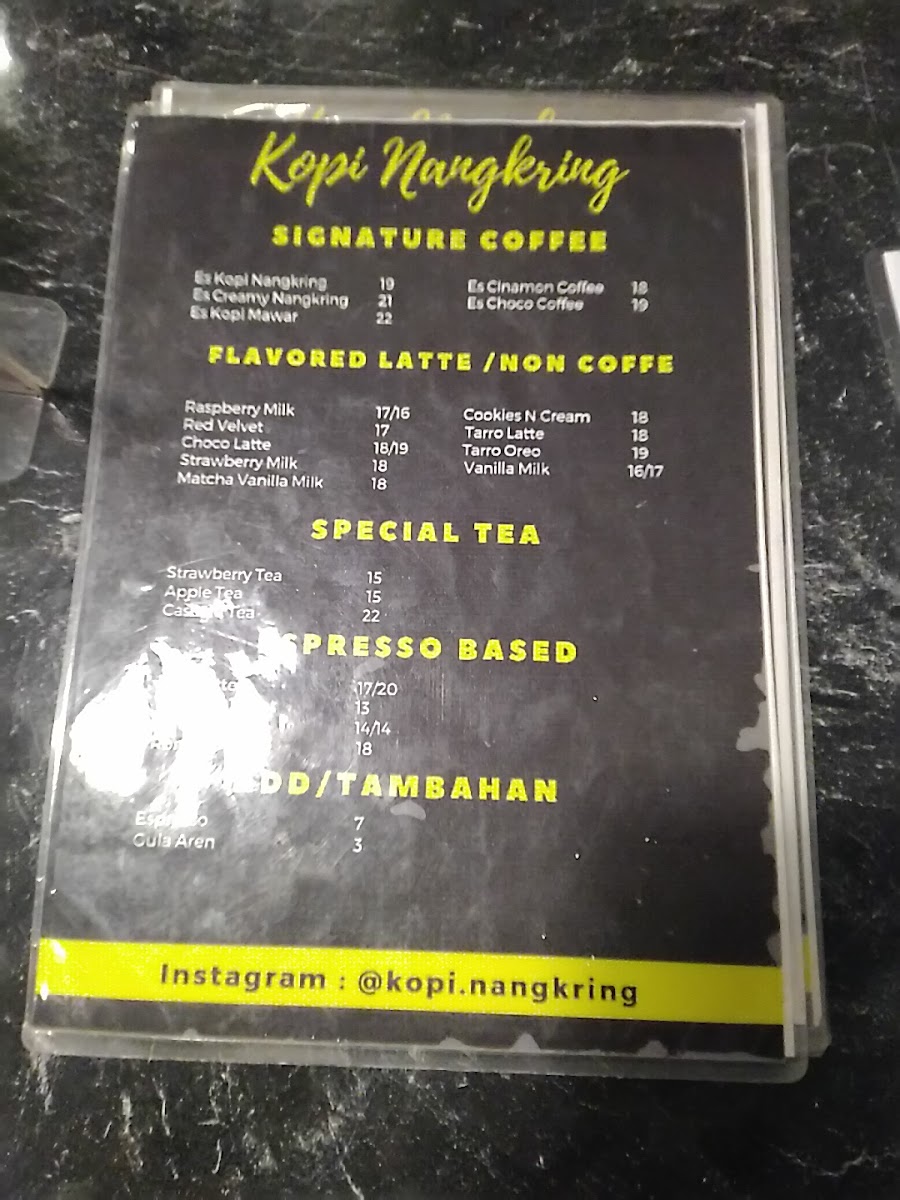 Kopi Nangkring
SIGNATURE COFFEE
Es Kopi Nangkring 19
Es Creamy Nangkring 21
Es Kopi Mawar 22
Es Cinamon Coffee 18
Es Choco Coffee 19
FLAVORED LATTE /NON COFFE
Raspberry Milk 17/16
Red Velvet 17
Choco Latte 18/19
Strawberry Milk 18
Matcha Vanilla Milk 18
Cookies N Cream 18
Tarro Latte 18
Tarro Oreo 19
Vanilla Milk 16/17
SPECIAL TEA
Strawberry Tea 15
Apple Tea 15
Tea 22
BASED
17/20
13
14/14
18
/TAMBAHAN
7
Gula Aren 3
Instagram : @kopi.nangkring